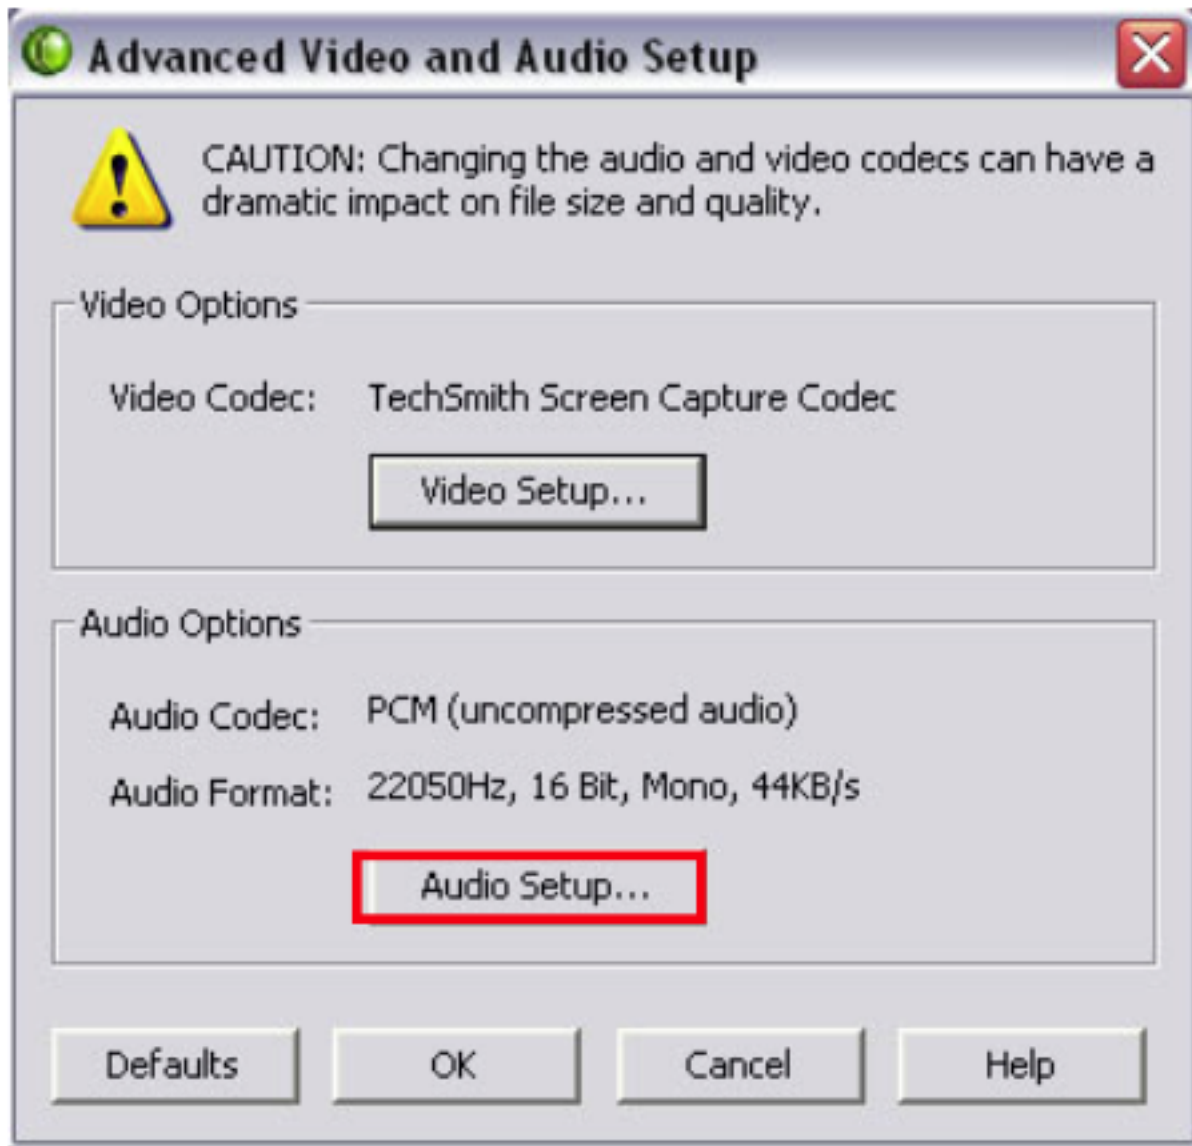 Advanced Video and Audio Setup
CAUTION: Changing the audio and video codecs can have a
dramatic impact on file size and quality.
Video Options
Video Codec: TechSmith Screen Capture Codec
Video Setup...
Audio Options
Audio Codec: PCM (uncompressed audio)
Audio Format: 22050Hz, 16 Bit, Mono, 44KB/s
Audio Setup...
Defaults OK Cancel Help